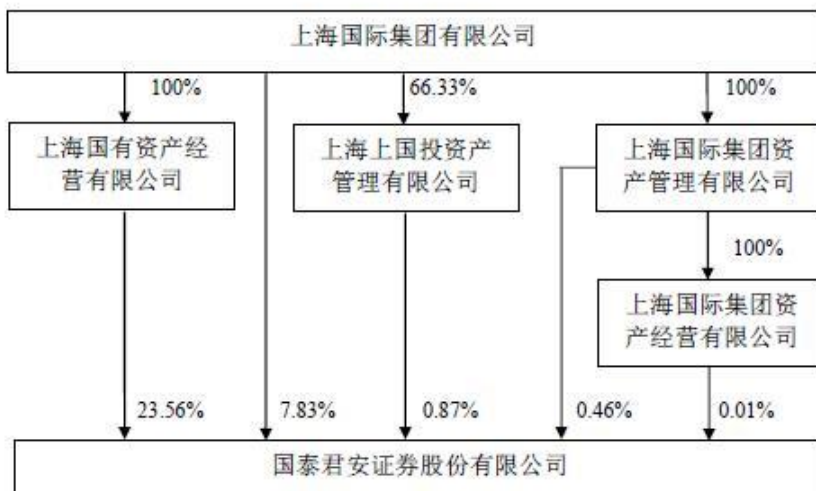 上海国际集团有限公司
100%
66.33%
100%
上海国有资产经
营有限公司
上海上国投资产
管理有限公司
上海国际集团资
产管理有限公司
100%
上海国际集团资
产经营有限公司
23.56%
7.83%
0.87%
0.46%
0.01%
国泰君安证券股份有限公司